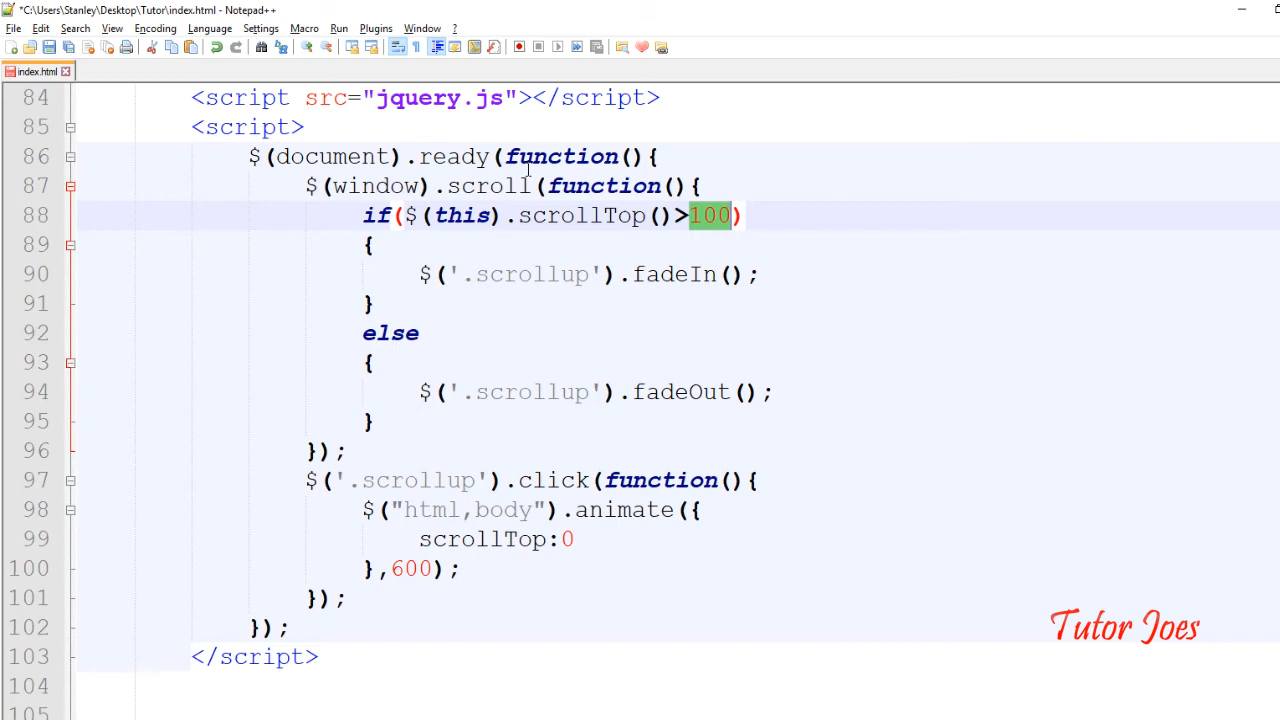 *C:\Users\Stanley\Desktop\Tutor\index.html - Notepad++
File Edit Search View Encoding Language Settings Macro Run Plugins Window ?
index.html
84 <script src="jquery.js"></script>
85 <script>
86 $(document).ready(function(){
87 $(window).scroll(function(){
88 if($(this).scrollTop()>100)
89 {
90 $('.scrollup').fadeIn();
91 }
92 else
93 {
94 $('.scrollup').fadeOut();
95 }
96 });
97 $('.scrollup').click(function(){
98 $("html,body").animate({
99 scrollTop:0
100 },600);
101 });
102 });
103 </script>
104
105
Tutor Joes